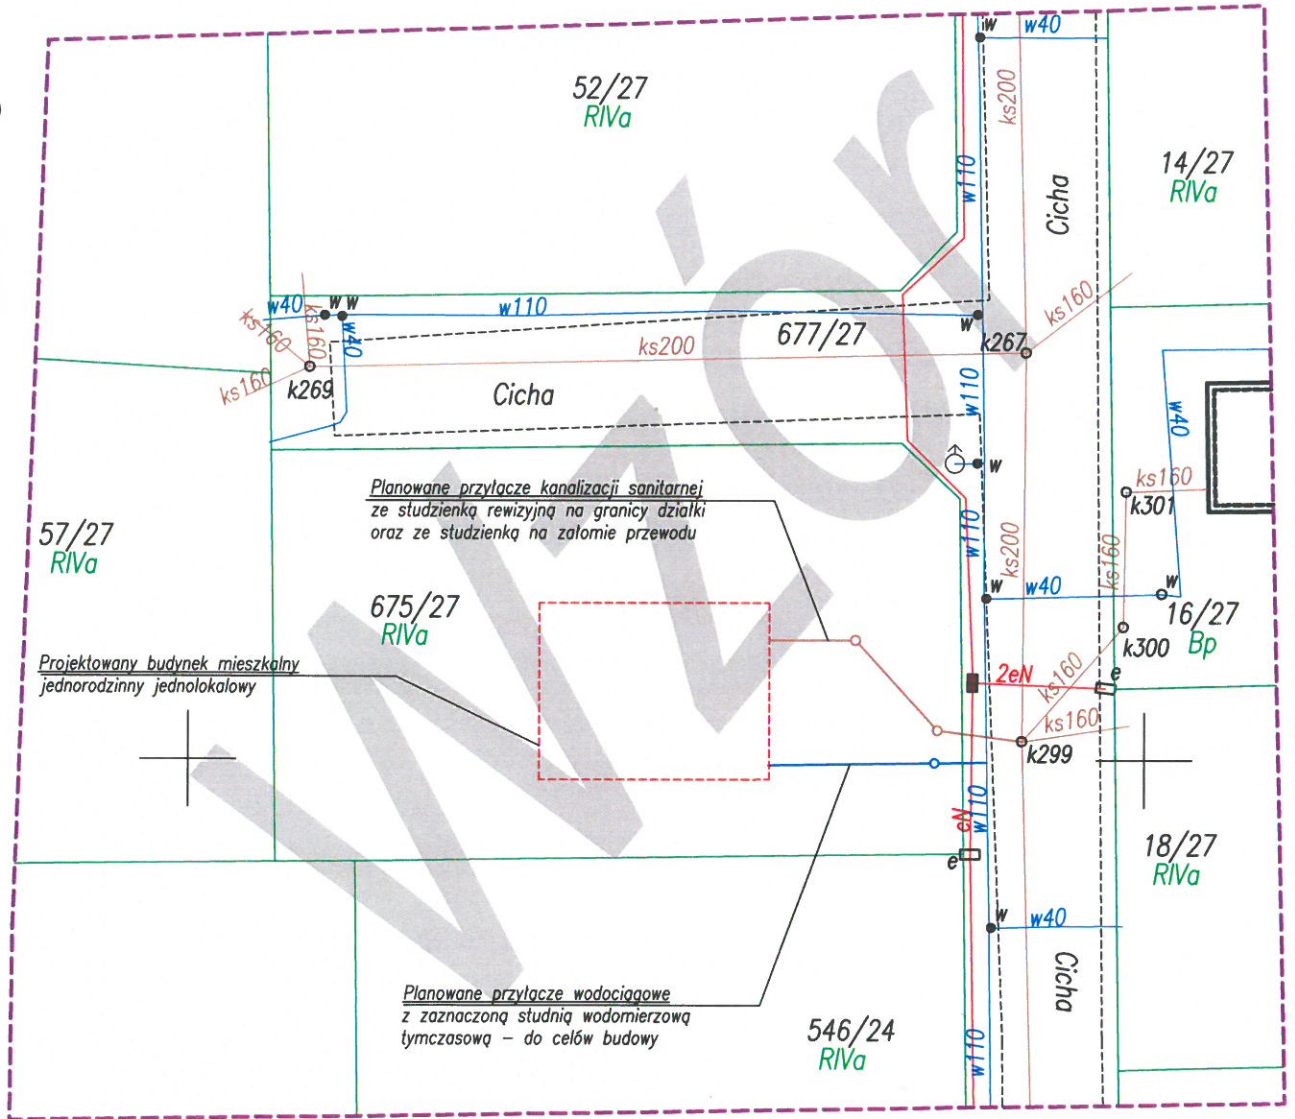 w
w40
52/27
RIVa
ks200
14/27
RIVa
w110
Cicha
ks160
w40
w w
w110
ks160
ks160
w40
w
677/27
k267
ks200
ks160
k269
Cicha
w110
w40
w
ks160
k301
Planowane przyłącze kanalizacji sanitarnej
ze studzienką rewizyjną na granicy działki
oraz ze studzienką na załomie przewodu
w110
ks200
ks160
57/27
RIVa
675/27
RIVa
w
w40
w
16/27
Bp
k300
Projektowany budynek mieszkalny
jednorodzinny jednolokalowy
2eN
ks160
e
ks160
k299
eN
w110
e
18/27
RIVa
w
w40
Cicha
Planowane przyłącze wodociągowe
z zaznaczoną studnią wodomierzową
tymczasową – do celów budowy
546/24
RIVa
w110
Wzór